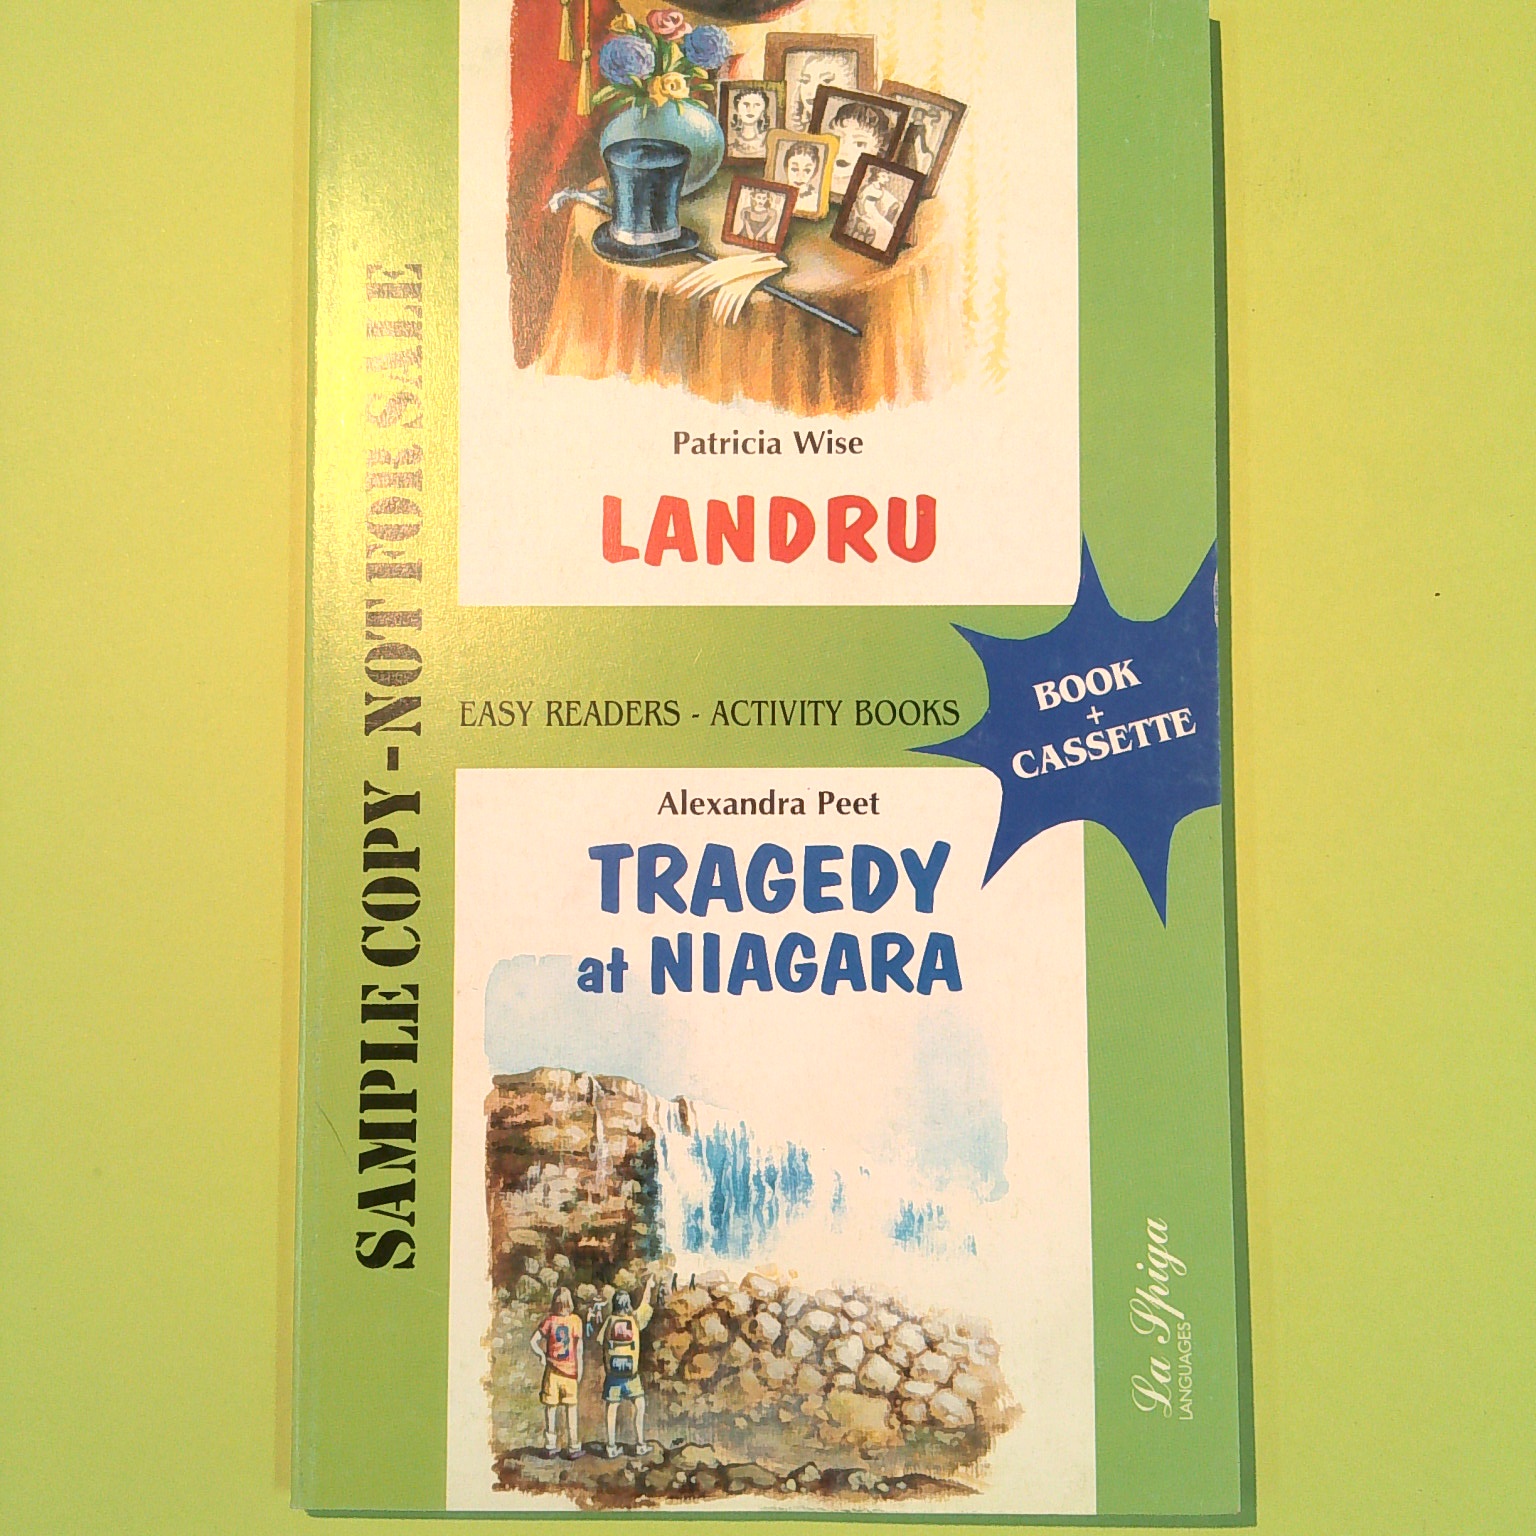 Patricia Wise
LANDRU
SAMPLE COPY - NOT FOR SALE
EASY READERS - ACTIVITY BOOKS
BOOK
+
CASSETTE
Alexandra Peet
TRAGEDY
at NIAGARA
La Spiga
LANGUAGES